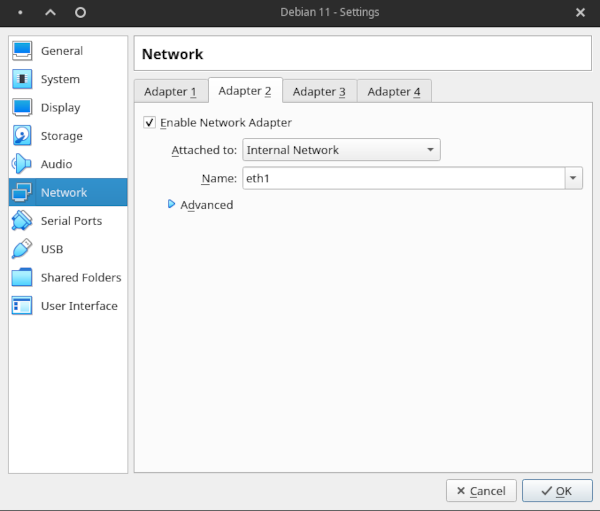 Debian 11 - Settings
General
System
Display
Storage
Audio
Network
Serial Ports
USB
Shared Folders
User Interface
Network
Adapter 1 Adapter 2 Adapter 3 Adapter 4
Enable Network Adapter
Attached to: Internal Network
Name: eth1
Advanced
Cancel OK